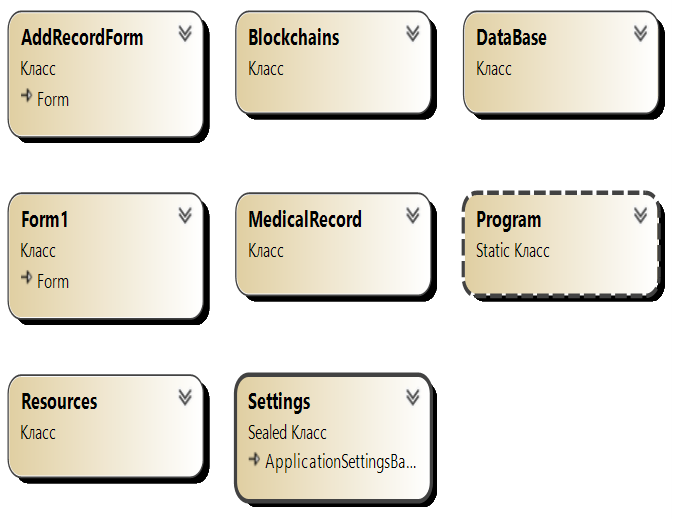 AddRecordForm
Класс
Form
Blockchains
Класс
DataBase
Класс
Form1
Класс
Form
MedicalRecord
Класс
Program
Static Класс
Resources
Класс
Settings
Sealed Класс
ApplicationSettingsBa...